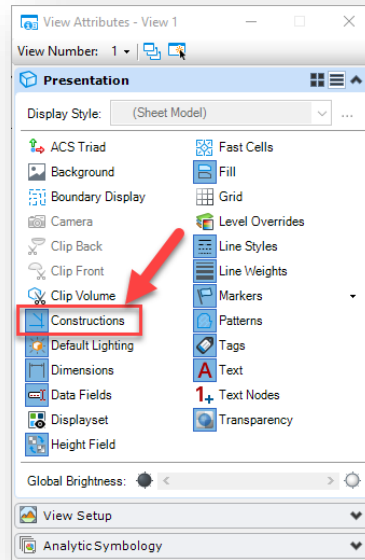 View Attributes - View 1
View Number: 1
Presentation
Display Style: (Sheet Model) ...
ACS Triad
Background
Boundary Display
Camera
Clip Back
Clip Front
Clip Volume
Constructions
Default Lighting
Dimensions
Data Fields
Displayset
Height Field
Fast Cells
Fill
Grid
Level Overrides
Line Styles
Line Weights
Markers
Patterns
Tags
A Text
1+ Text Nodes
Transparency
Global Brightness:
View Setup
Analytic Symbology